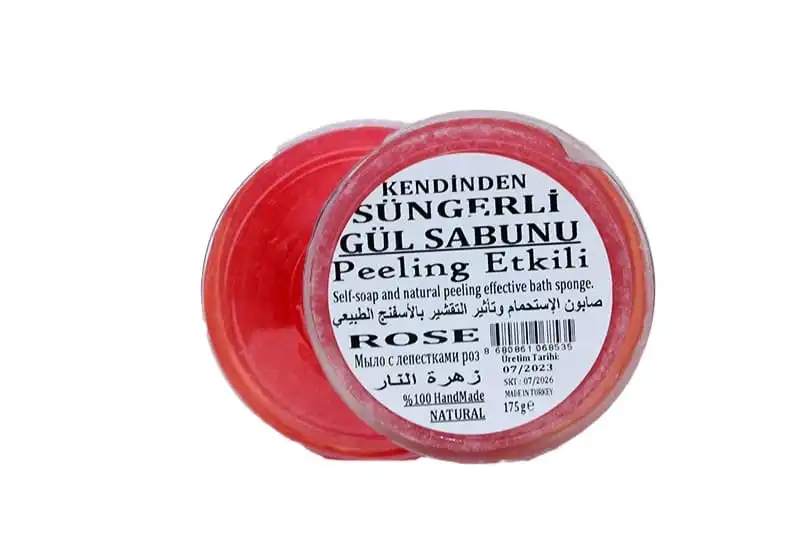 KENDİNDEN
SÜNGERLİ
GÜL SABUNU
Peeling Etkili
Self-soap and natural peeling effective bath sponge.
صابون الإستحمام وتأثير التقشير بالأسفنج الطبيعي
ROSE
8 680861 068535
Мыло с лепестками роз
Üretim Tarihi:
07/2023
زهرة النار
SKT : 07/2026
%100 HandMade
MADE IN TURKEY
NATURAL
175g℮